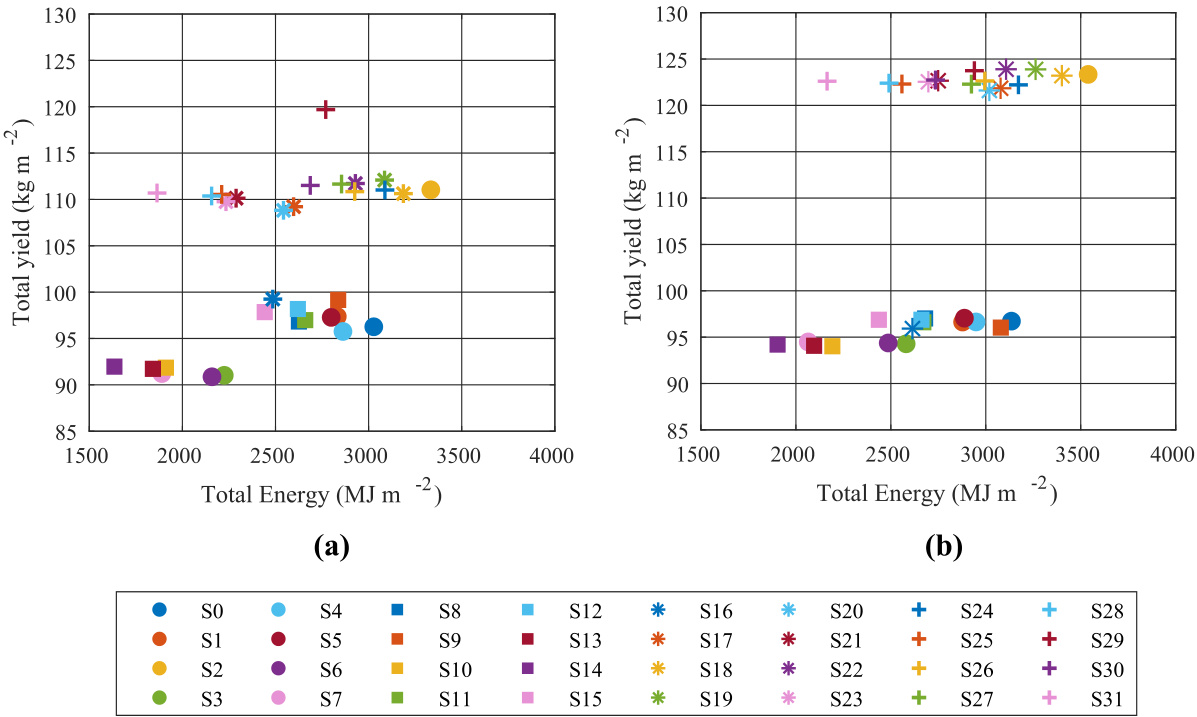 130
125
120
115
110
105
100
95
90
85
Total yield (kg m -2)
1500 2000 2500 3000 3500 4000
Total Energy (MJ m -2)
(a)
130
125
120
115
110
105
100
95
90
85
Total yield (kg m -2)
1500 2000 2500 3000 3500 4000
Total Energy (MJ m -2)
(b)
S0 S4 S8 S12 S16 S20 S24 S28
S1 S5 S9 S13 S17 S21 S25 S29
S2 S6 S10 S14 S18 S22 S26 S30
S3 S7 S11 S15 S19 S23 S27 S31